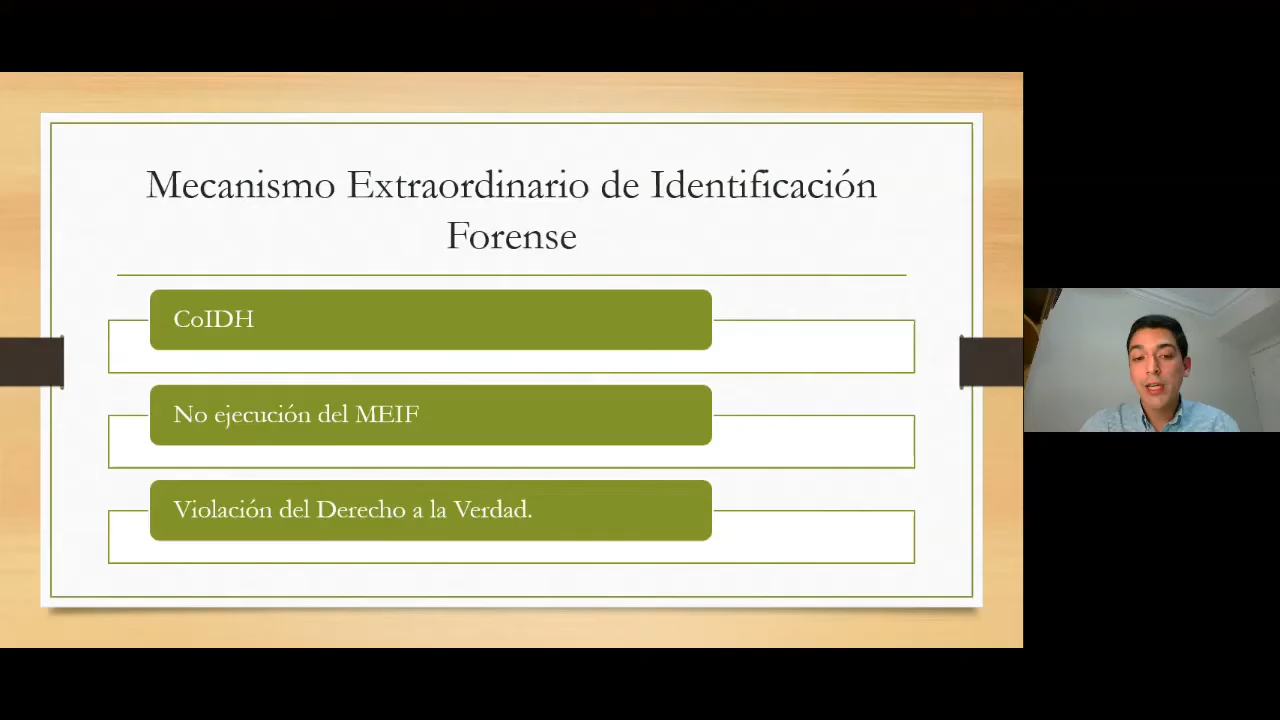 Mecanismo Extraordinario de Identificación
Forense
CoIDH
No ejecución del MEIF
Violación del Derecho a la Verdad.